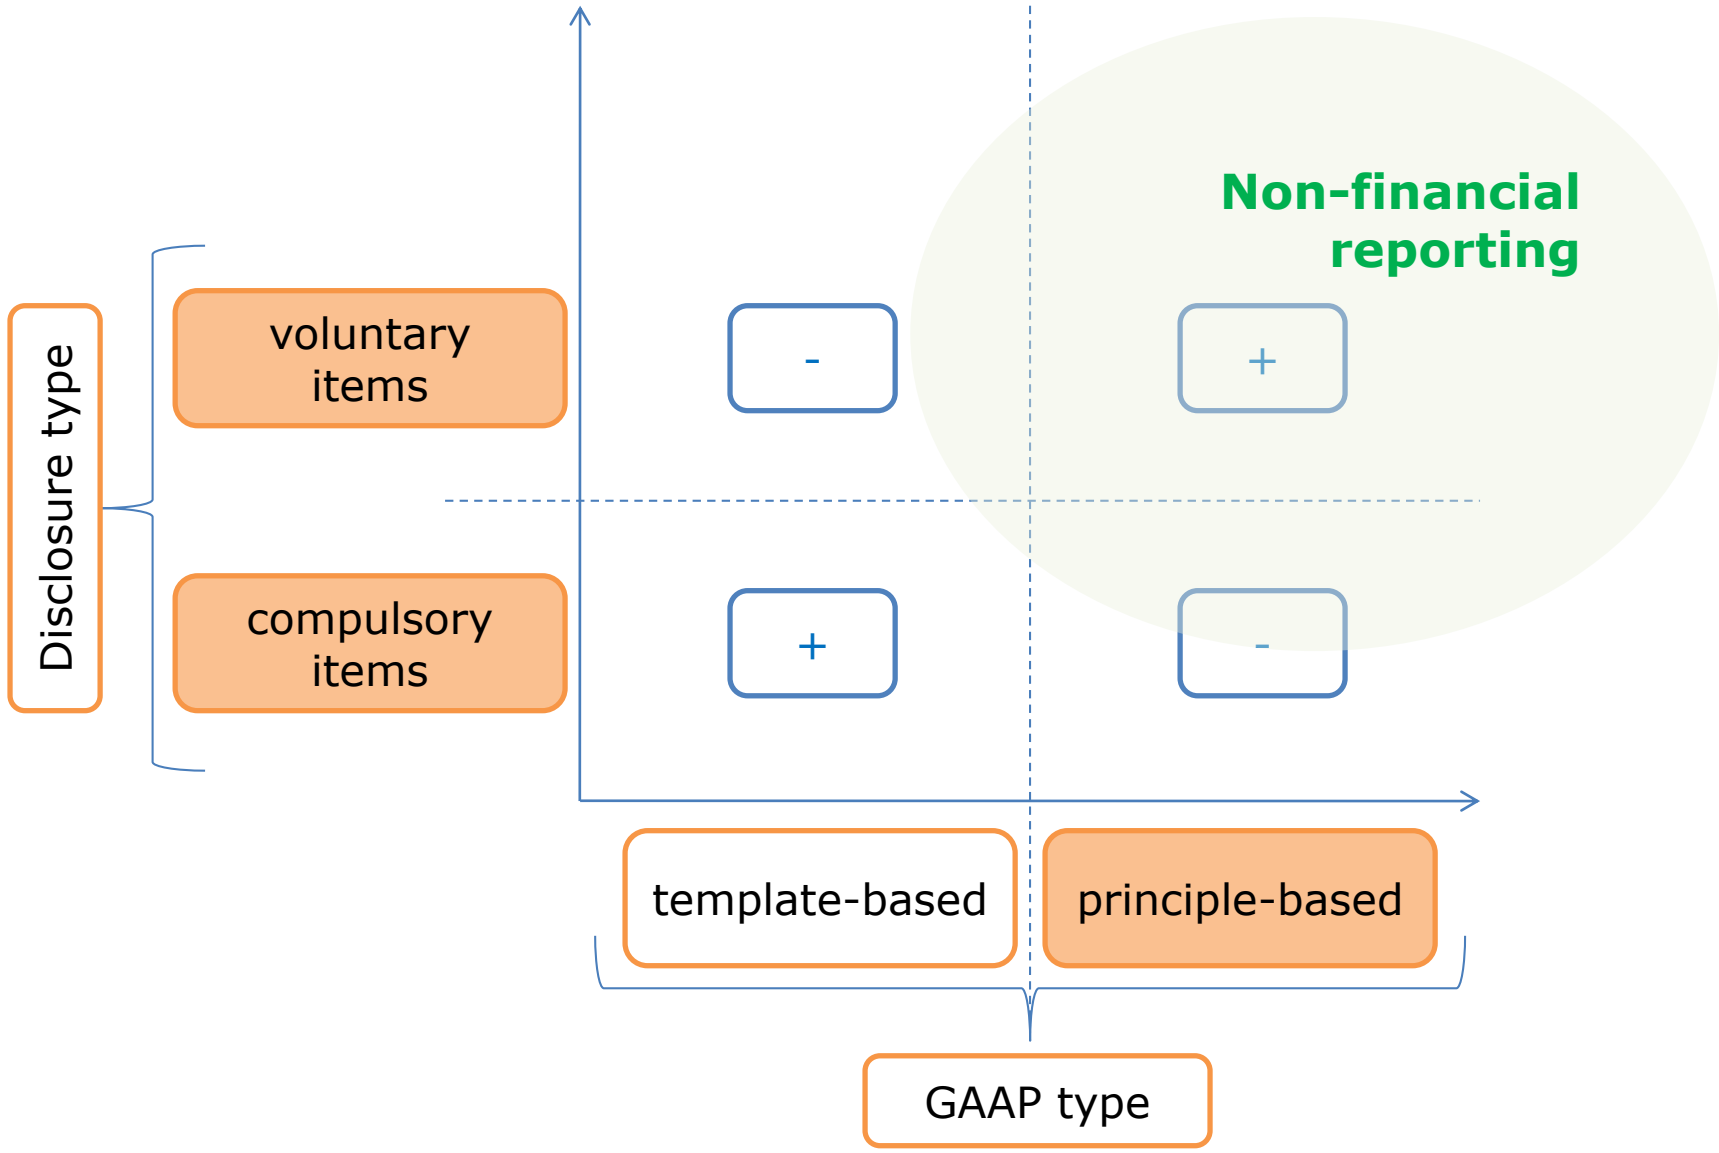 Non-financial
reporting
Disclosure type
voluntary
items
-
+
compulsory
items
+
-
template-based
principle-based
GAAP type